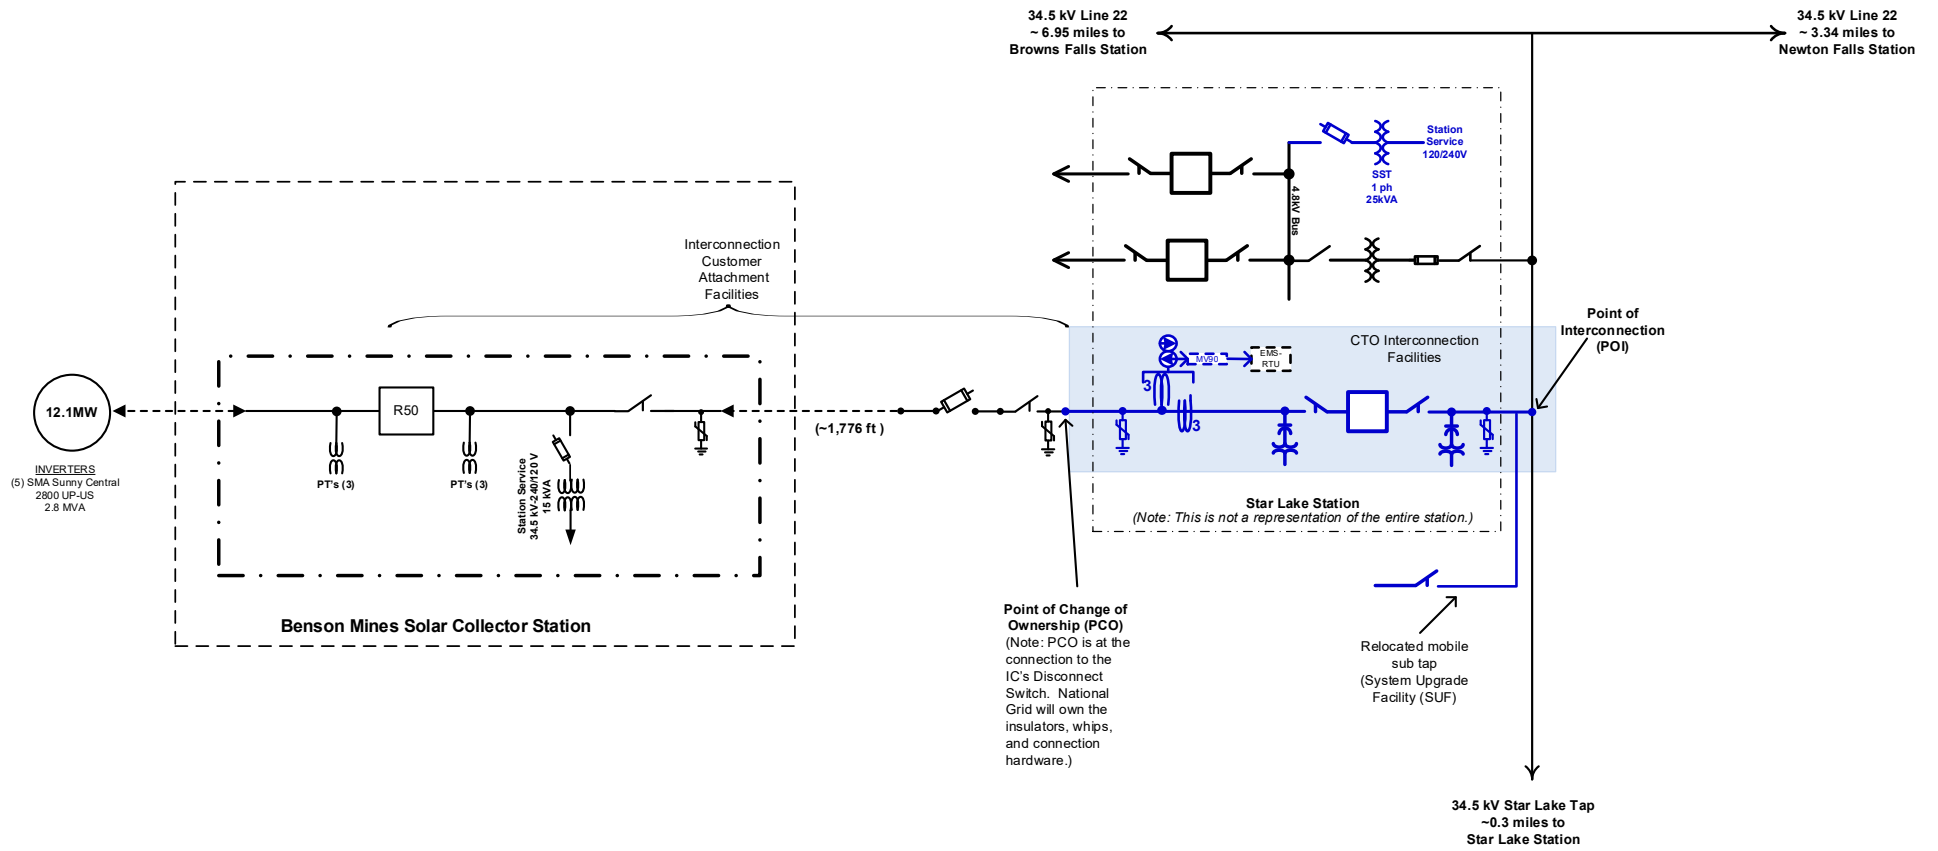 34.5 kV Line 22
~ 6.95 miles to
Browns Falls Station
34.5 kV Line 22
~ 3.34 miles to
Newton Falls Station
Station
Service
120/240V
SST
1 ph
25kVA
4.8kV Bus
Interconnection
Customer
Attachment
Facilities
Point of
Interconnection
(POI)
CTO Interconnection
Facilities
MV90
EMS-
RTU
3
3
12.1MW
R50
(~1,776 ft )
INVERTERS
(5) SMA Sunny Central
2800 UP-US
2.8 MVA
PT's (3)
PT's (3)
Station Service
34.5 kV-240/120 V
15 kVA
Star Lake Station
(Note: This is not a representation of the entire station.)
Benson Mines Solar Collector Station
Point of Change of
Ownership (PCO)
(Note: PCO is at the
connection to the
IC's Disconnect
Switch. National
Grid will own the
insulators, whips,
and connection
hardware.)
Relocated mobile
sub tap
(System Upgrade
Facility (SUF)
34.5 kV Star Lake Tap
~0.3 miles to
Star Lake Station